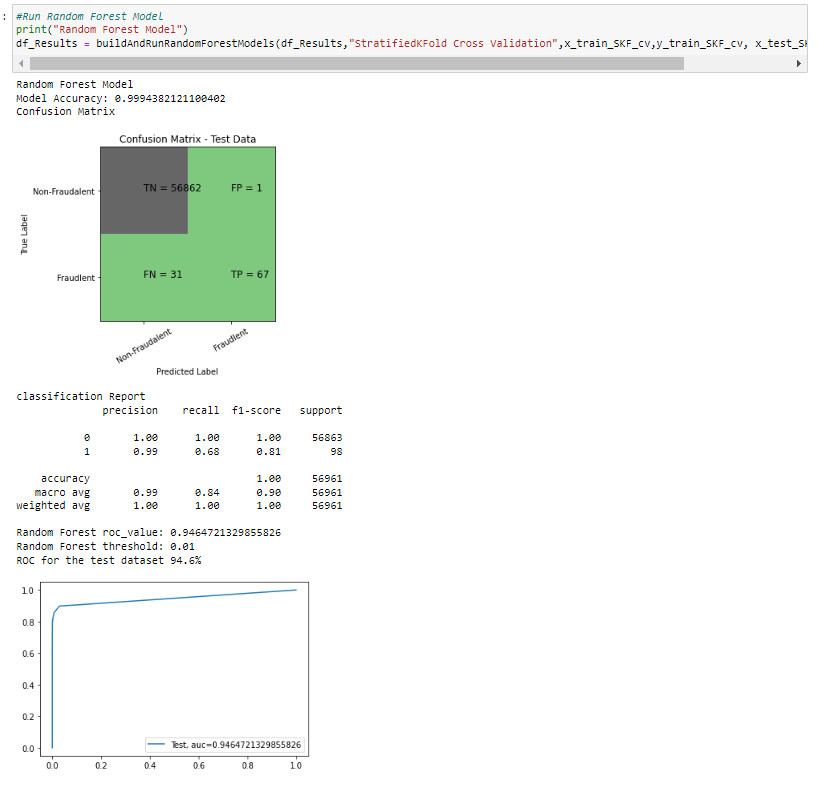 :
#Run Random Forest Model
print("Random Forest Model")
df_Results = buildAndRunRandomForestModels(df_Results,"StratifiedKFold Cross Validation",x_train_SKF_cv,y_train_SKF_cv, x_test_SK
Random Forest Model
Model Accuracy: 0.9994382121100402
Confusion Matrix
Confusion Matrix - Test Data
Non-Fraudalent
TN = 56862 FP = 1
True Label
Fraudlent
FN = 31 TP = 67
Non-Fraudalent Fraudlent
Predicted Label
classification Report
precision recall f1-score support
0 1.00 1.00 1.00 56863
1 0.99 0.68 0.81 98
accuracy 1.00 56961
macro avg 0.99 0.84 0.90 56961
weighted avg 1.00 1.00 1.00 56961
Random Forest roc_value: 0.9464721329855826
Random Forest threshold: 0.01
ROC for the test dataset 94.6%
1.0
0.8
0.6
0.4
0.2
0.0
Test, auc=0.9464721329855826
0.0 0.2 0.4 0.6 0.8 1.0